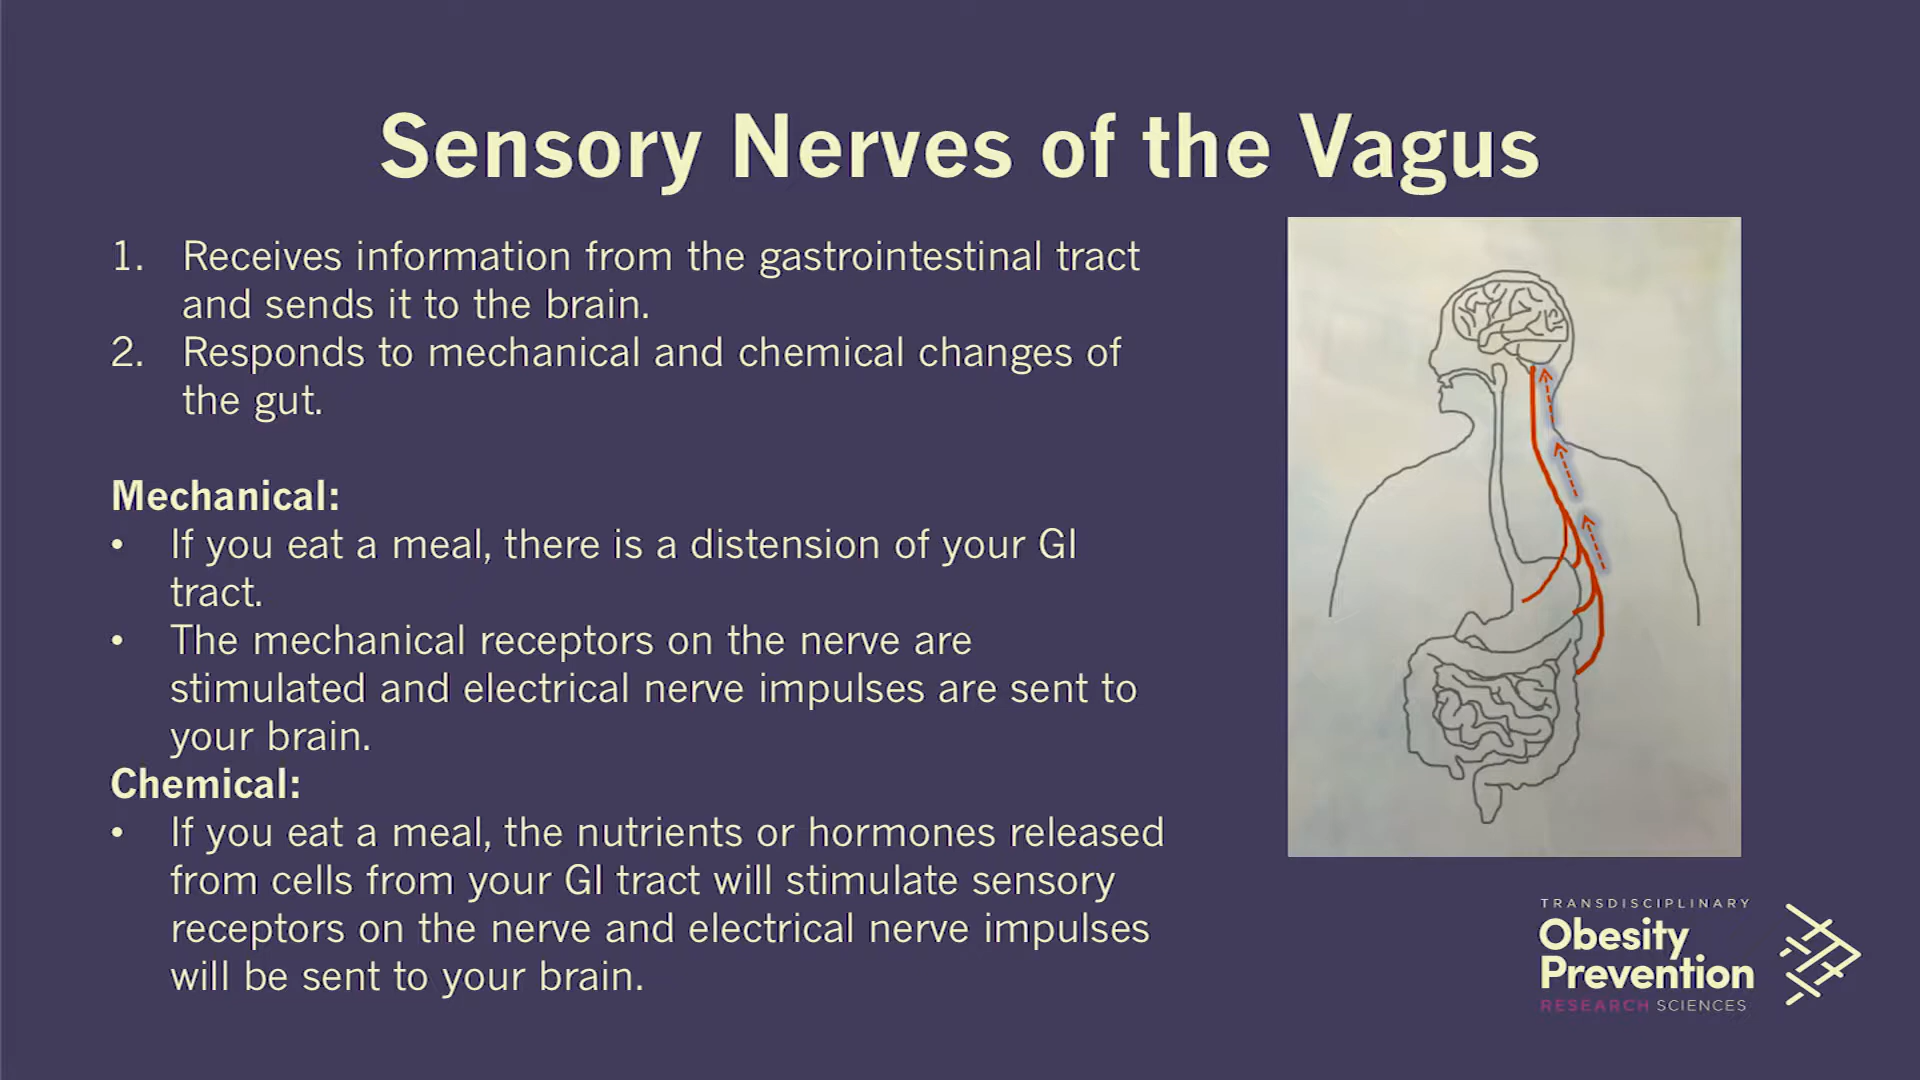 Sensory Nerves of the Vagus
1. Receives information from the gastrointestinal tract
and sends it to the brain.
2. Responds to mechanical and chemical changes of
the gut.
Mechanical:
• If you eat a meal, there is a distension of your GI
tract.
• The mechanical receptors on the nerve are
stimulated and electrical nerve impulses are sent to
your brain.
Chemical:
• If you eat a meal, the nutrients or hormones released
from cells from your GI tract will stimulate sensory
receptors on the nerve and electrical nerve impulses
will be sent to your brain.
TRANSDISCIPLINARY
Obesity
Prevention
RESEARCH SCIENCES